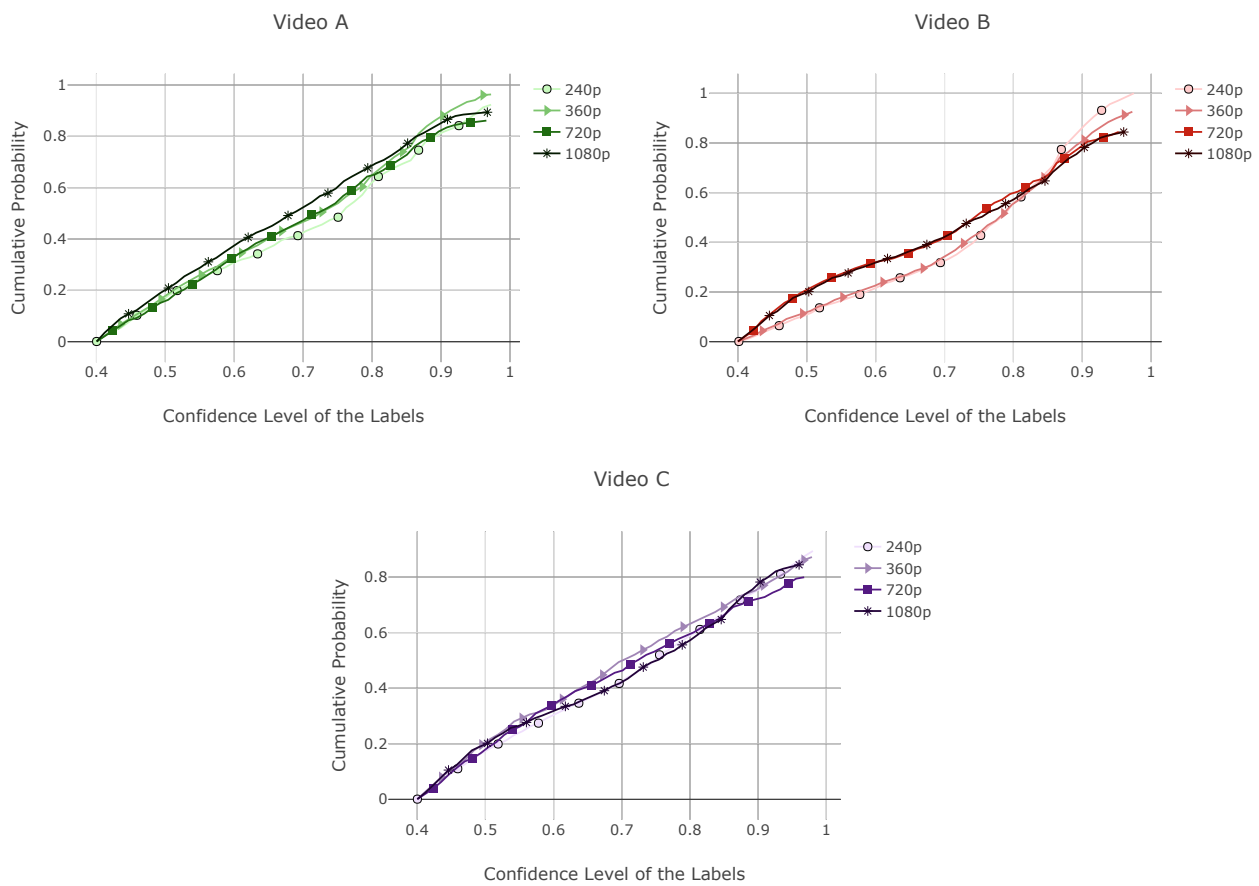 Video A
Cumulative Probability
1
0.8
0.6
0.4
0.2
0
0.4 0.5 0.6 0.7 0.8 0.9 1
Confidence Level of the Labels
240p
360p
720p
1080p
Video B
Cumulative Probability
1
0.8
0.6
0.4
0.2
0
0.4 0.5 0.6 0.7 0.8 0.9 1
Confidence Level of the Labels
240p
360p
720p
1080p
Video C
Cumulative Probability
0.8
0.6
0.4
0.2
0
0.4 0.5 0.6 0.7 0.8 0.9 1
Confidence Level of the Labels
240p
360p
720p
1080p